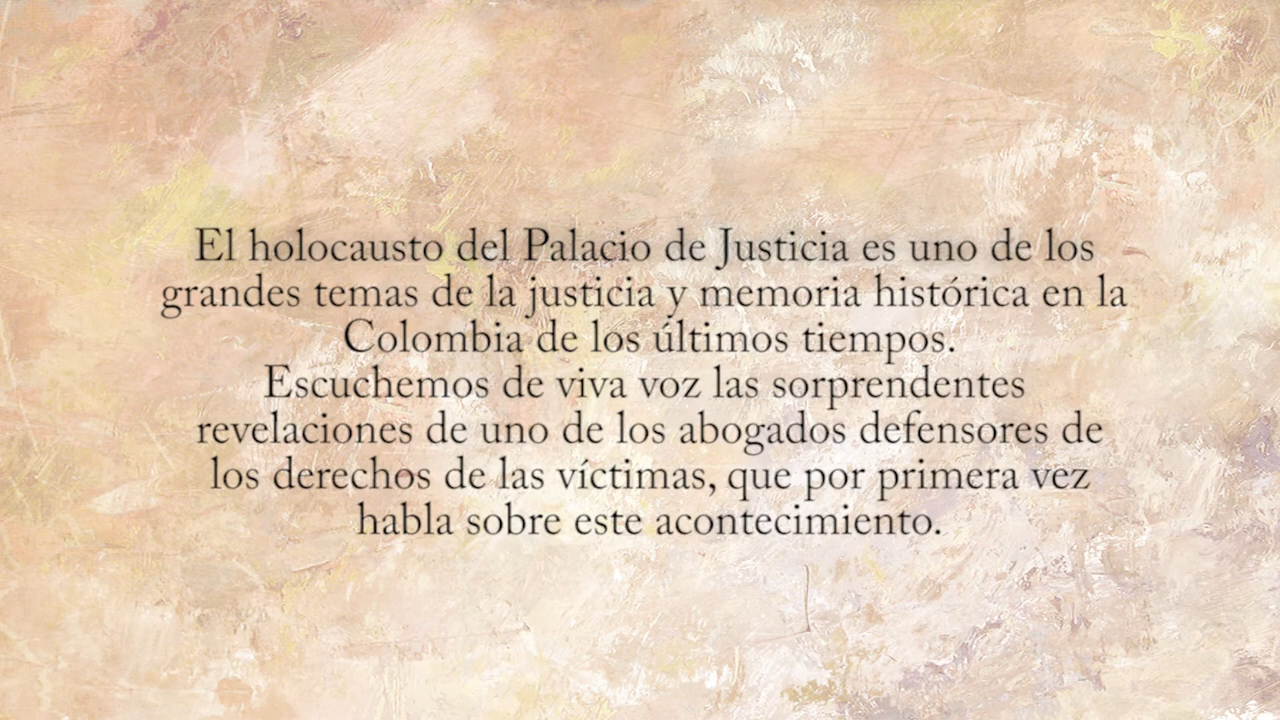 El holocausto del Palacio de Justicia es uno de los
grandes temas de la justicia y memoria histórica en la
Colombia de los últimos tiempos.
Escuchemos de viva voz las sorprendentes
revelaciones de uno de los abogados defensores de
los derechos de las víctimas, que por primera vez
habla sobre este acontecimiento.